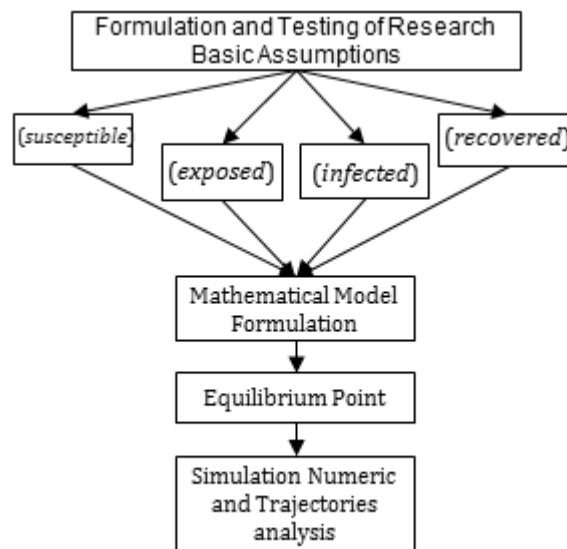 Formulation and Testing of Research
Basic Assumptions
(susceptible)
(exposed)
(infected)
(recovered)
Mathematical Model
Formulation
Equilibrium Point
Simulation Numeric
and Trajectories
analysis